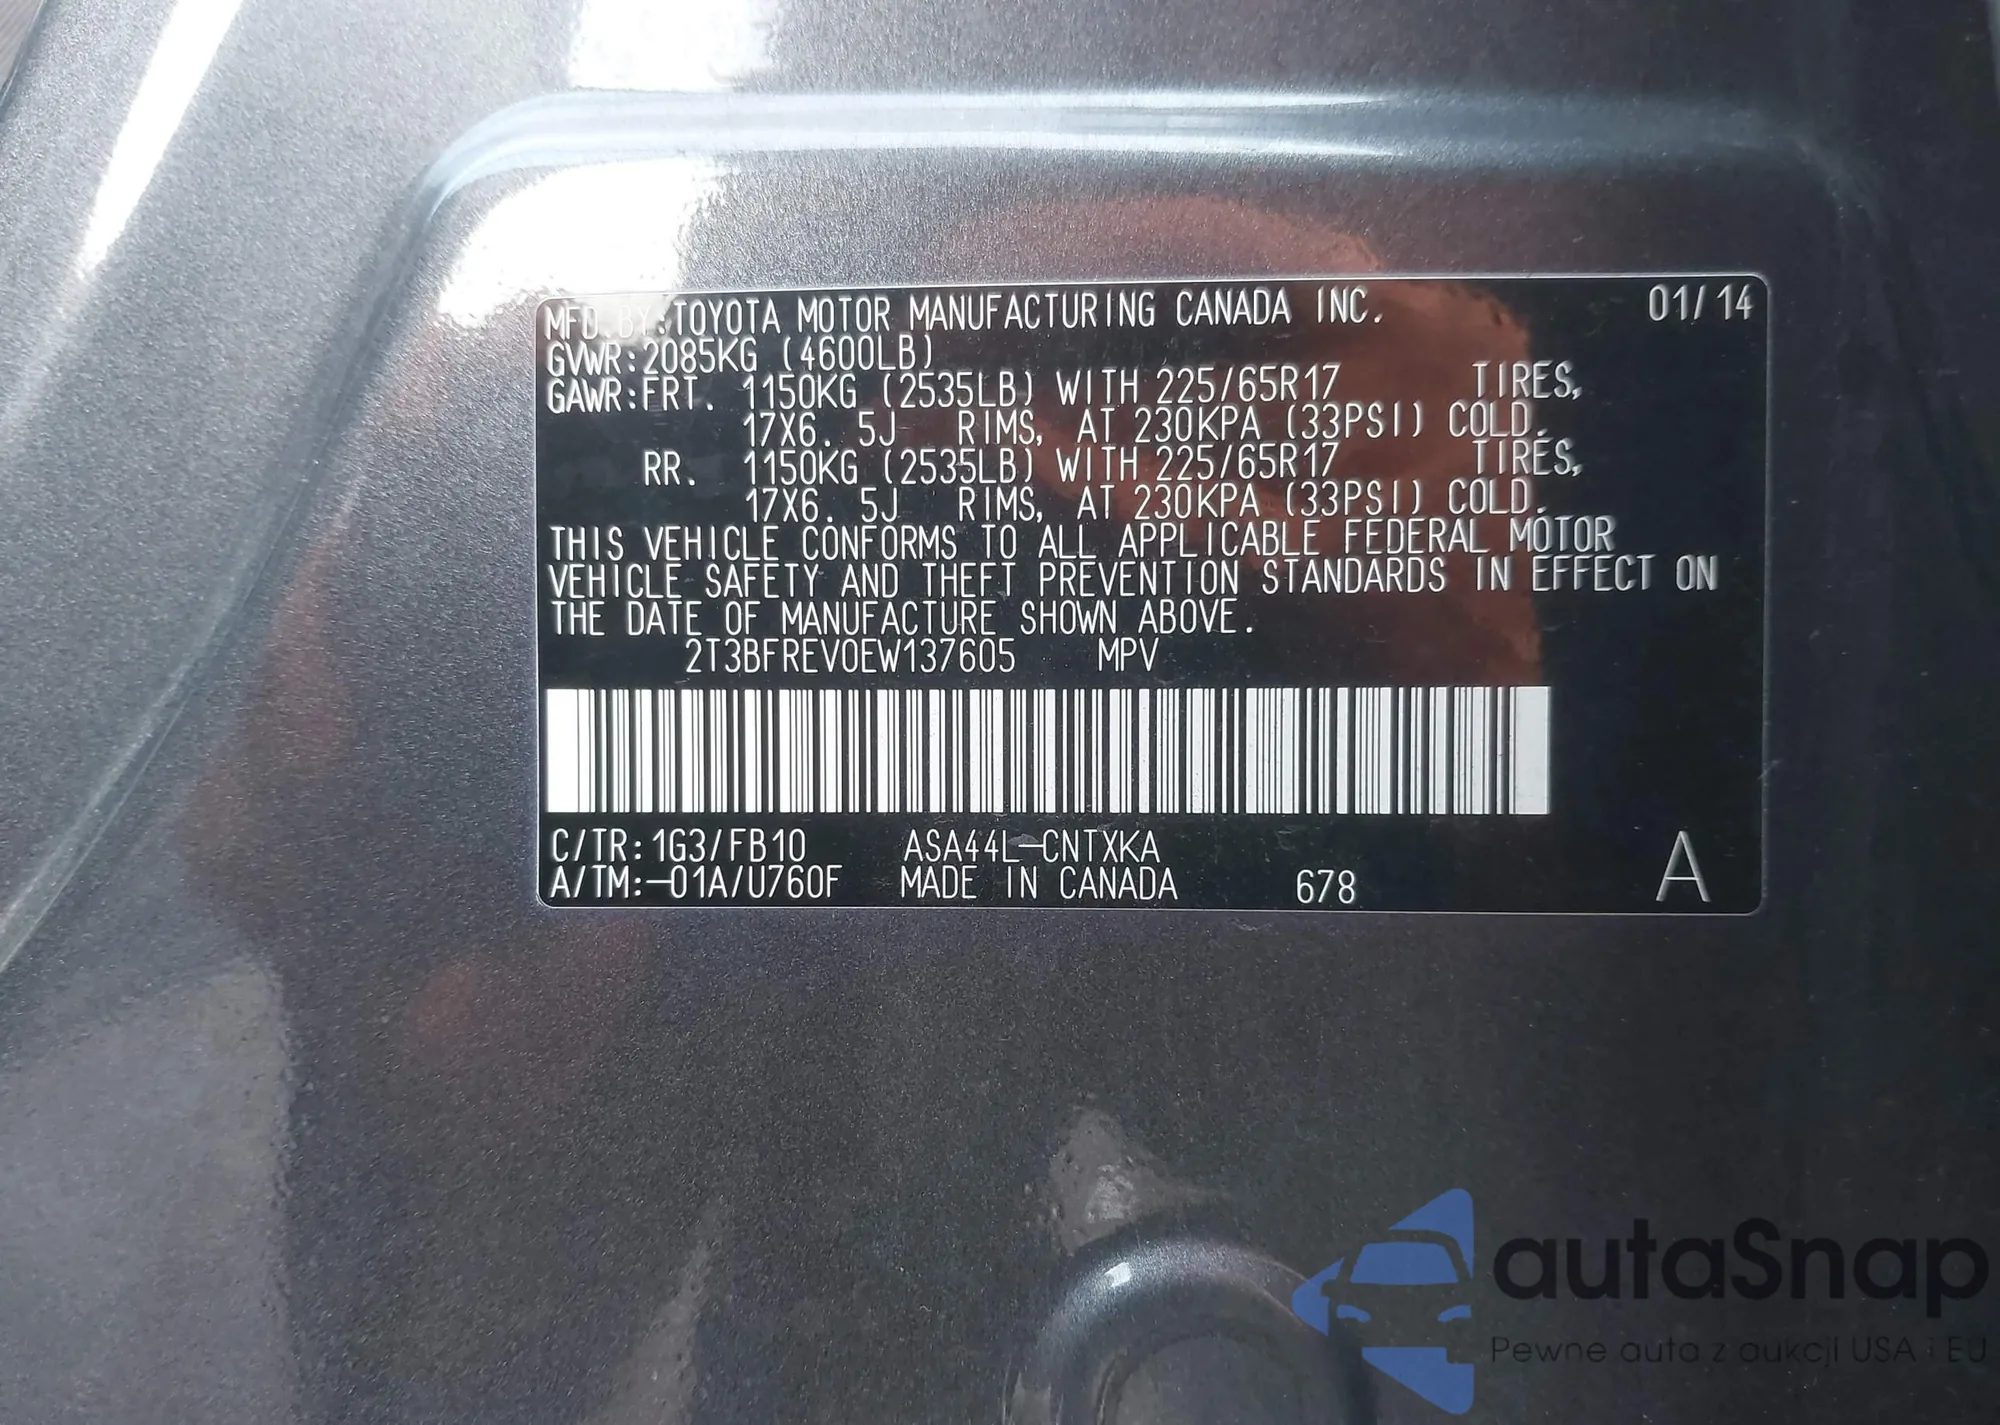 MFD.BY:TOYOTA MOTOR MANUFACTURING CANADA INC. 01/14
GVWR:2085KG (4600LB)
GAWR:FRT. 1150KG (2535LB) WITH 225/65R17 TIRES,
17X6. 5J RIMS, AT 230KPA (33PSI) COLD.
RR. 1150KG (2535LB) WITH 225/65R17 TIRES,
17X6. 5J RIMS, AT 230KPA (33PSI) COLD.
THIS VEHICLE CONFORMS TO ALL APPLICABLE FEDERAL MOTOR
VEHICLE SAFETY AND THEFT PREVENTION STANDARDS IN EFFECT ON
THE DATE OF MANUFACTURE SHOWN ABOVE.
2T3BFREV0EW137605 MPV
C/TR:1G3/FB10 ASA44L-CNTXKA A
A/TM:-01A/U760F MADE IN CANADA 678
autaSnap
Pewne auta z aukcji USA i EU